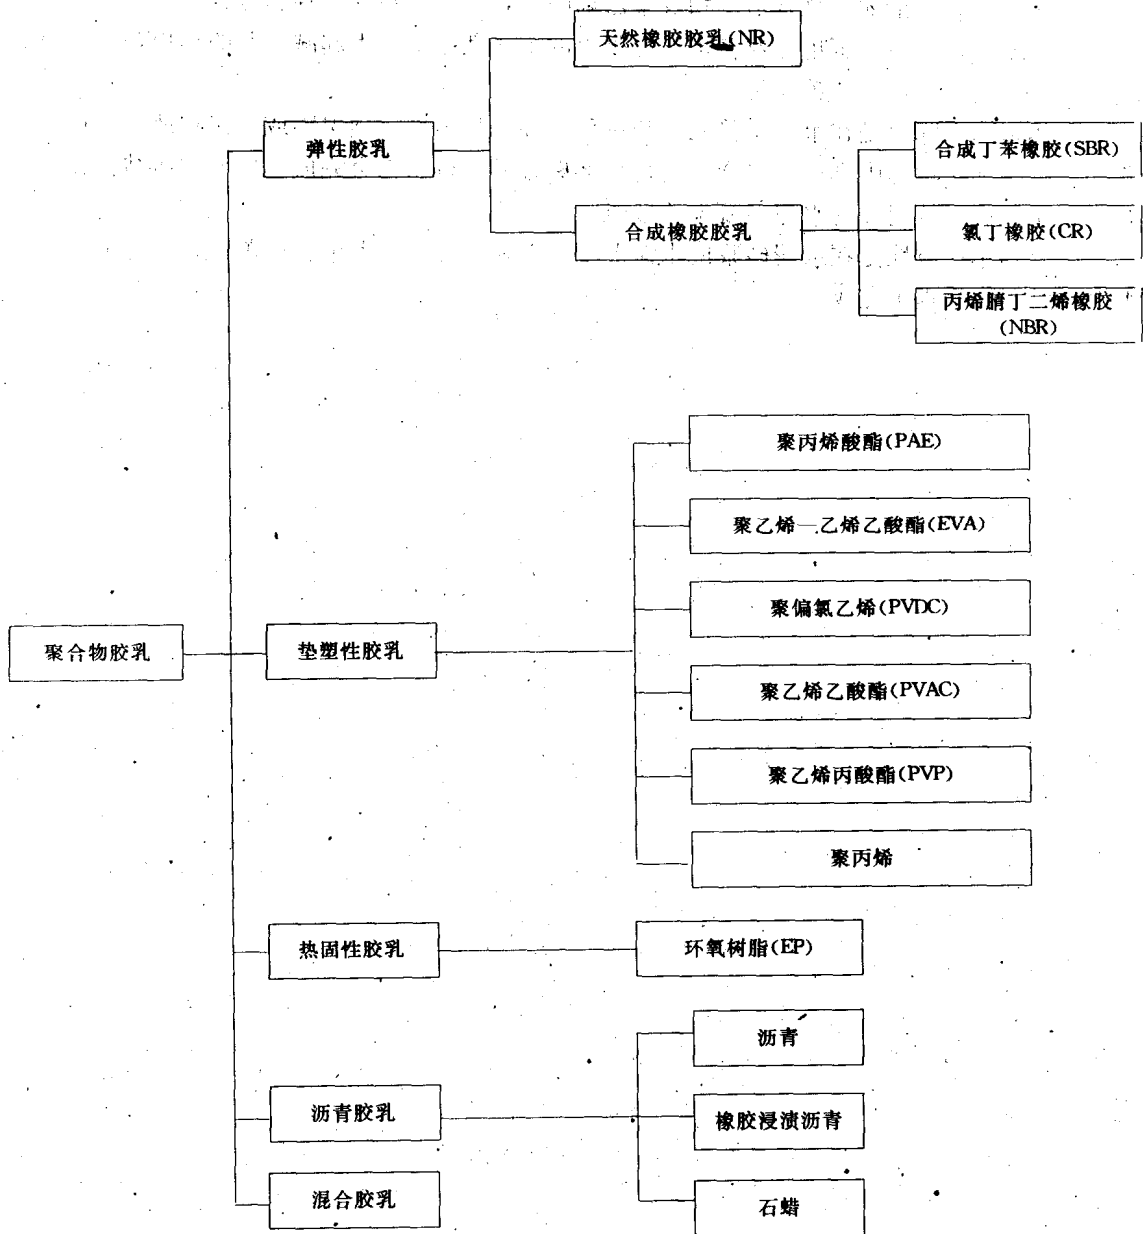 天然橡胶胶乳(NR)
弹性胶乳
合成丁苯橡胶(SBR)
合成橡胶胶乳
氯丁橡胶(CR)
丙烯腈丁二烯橡胶
(NBR)
聚丙烯酸酯(PAE)
聚乙烯—乙烯乙酸酯(EVA)
聚偏氯乙烯(PVDC)
聚合物胶乳
垫塑性胶乳
聚乙烯乙酸酯(PVAC)
聚乙烯丙酸酯(PVP)
聚丙烯
热固性胶乳
环氧树脂(EP)
沥青
沥青胶乳
橡胶浸渍沥青
混合胶乳
石蜡